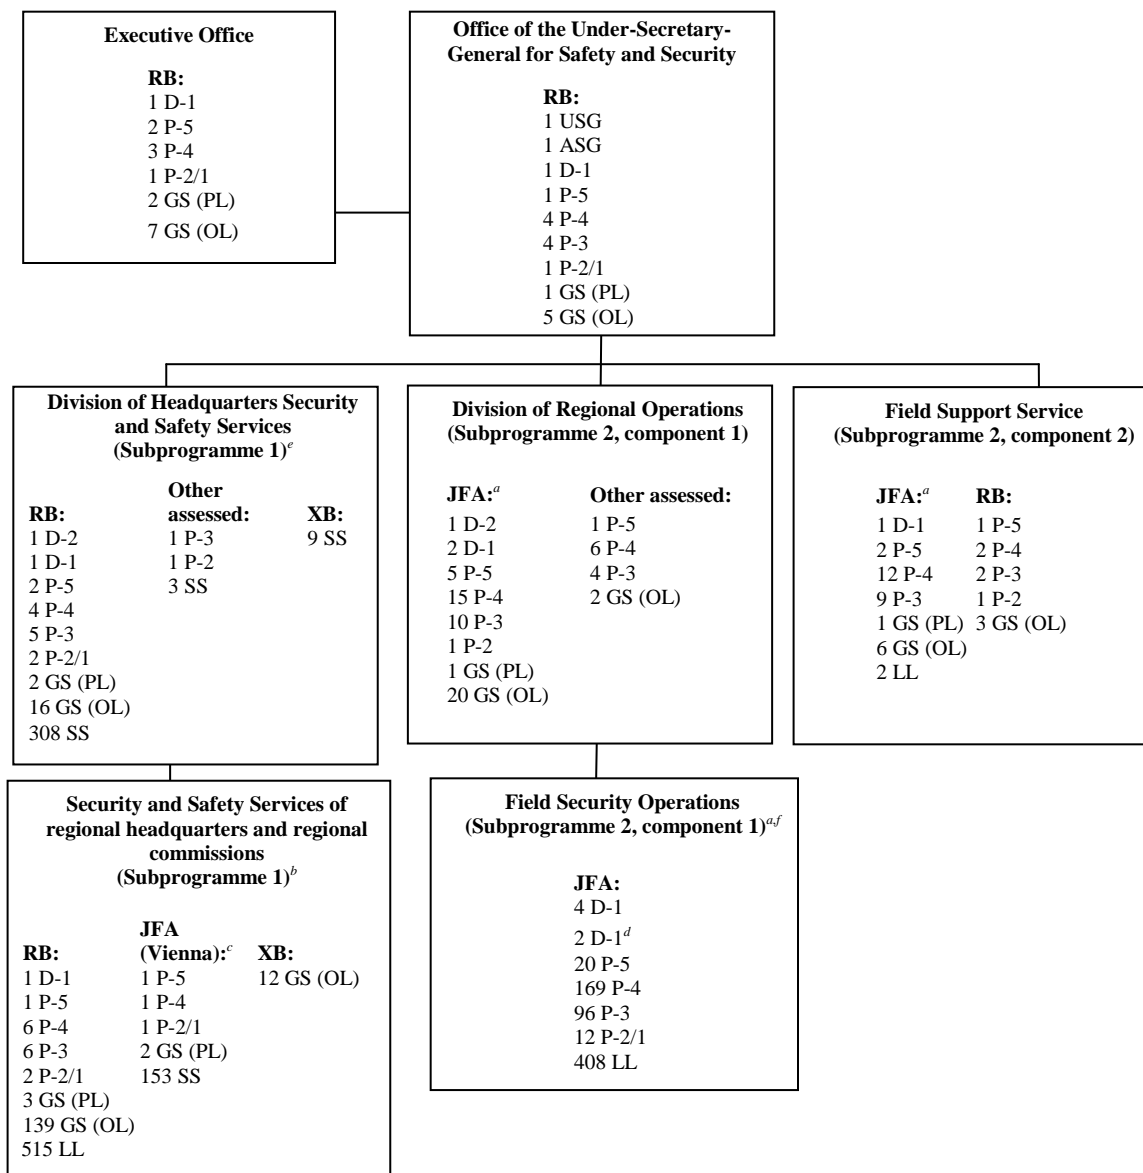 Executive Office
RB:
1 D-1
2 P-5
3 P-4
1 P-2/1
2 GS (PL)
7 GS (OL)
Office of the Under-Secretary-
General for Safety and Security
RB:
1 USG
1 ASG
1 D-1
1 P-5
4 P-4
4 P-3
1 P-2/1
1 GS (PL)
5 GS (OL)
Division of Headquarters Security
and Safety Services
(Subprogramme 1)e
RB:
1 D-2
1 D-1
2 P-5
4 P-4
5 P-3
2 P-2/1
2 GS (PL)
16 GS (OL)
308 SS
Other
assessed:
1 P-3
1 P-2
3 SS
XB:
9 SS
Division of Regional Operations
(Subprogramme 2, component 1)
JFA:a
1 D-2
2 D-1
5 P-5
15 P-4
10 P-3
1 P-2
1 GS (PL)
20 GS (OL)
Other assessed:
1 P-5
6 P-4
4 P-3
2 GS (OL)
Field Support Service
(Subprogramme 2, component 2)
JFA:a
1 D-1
2 P-5
12 P-4
9 P-3
1 GS (PL)
6 GS (OL)
2 LL
RB:
1 P-5
2 P-4
2 P-3
1 P-2
3 GS (OL)
Security and Safety Services of
regional headquarters and regional
commissions
(Subprogramme 1)b
RB:
1 D-1
1 P-5
6 P-4
6 P-3
2 P-2/1
3 GS (PL)
139 GS (OL)
515 LL
JFA
(Vienna):c
1 P-5
1 P-4
1 P-2/1
2 GS (PL)
153 SS
XB:
12 GS (OL)
Field Security Operations
(Subprogramme 2, component 1)a,f
JFA:
4 D-1
2 D-1d
20 P-5
169 P-4
96 P-3
12 P-2/1
408 LL